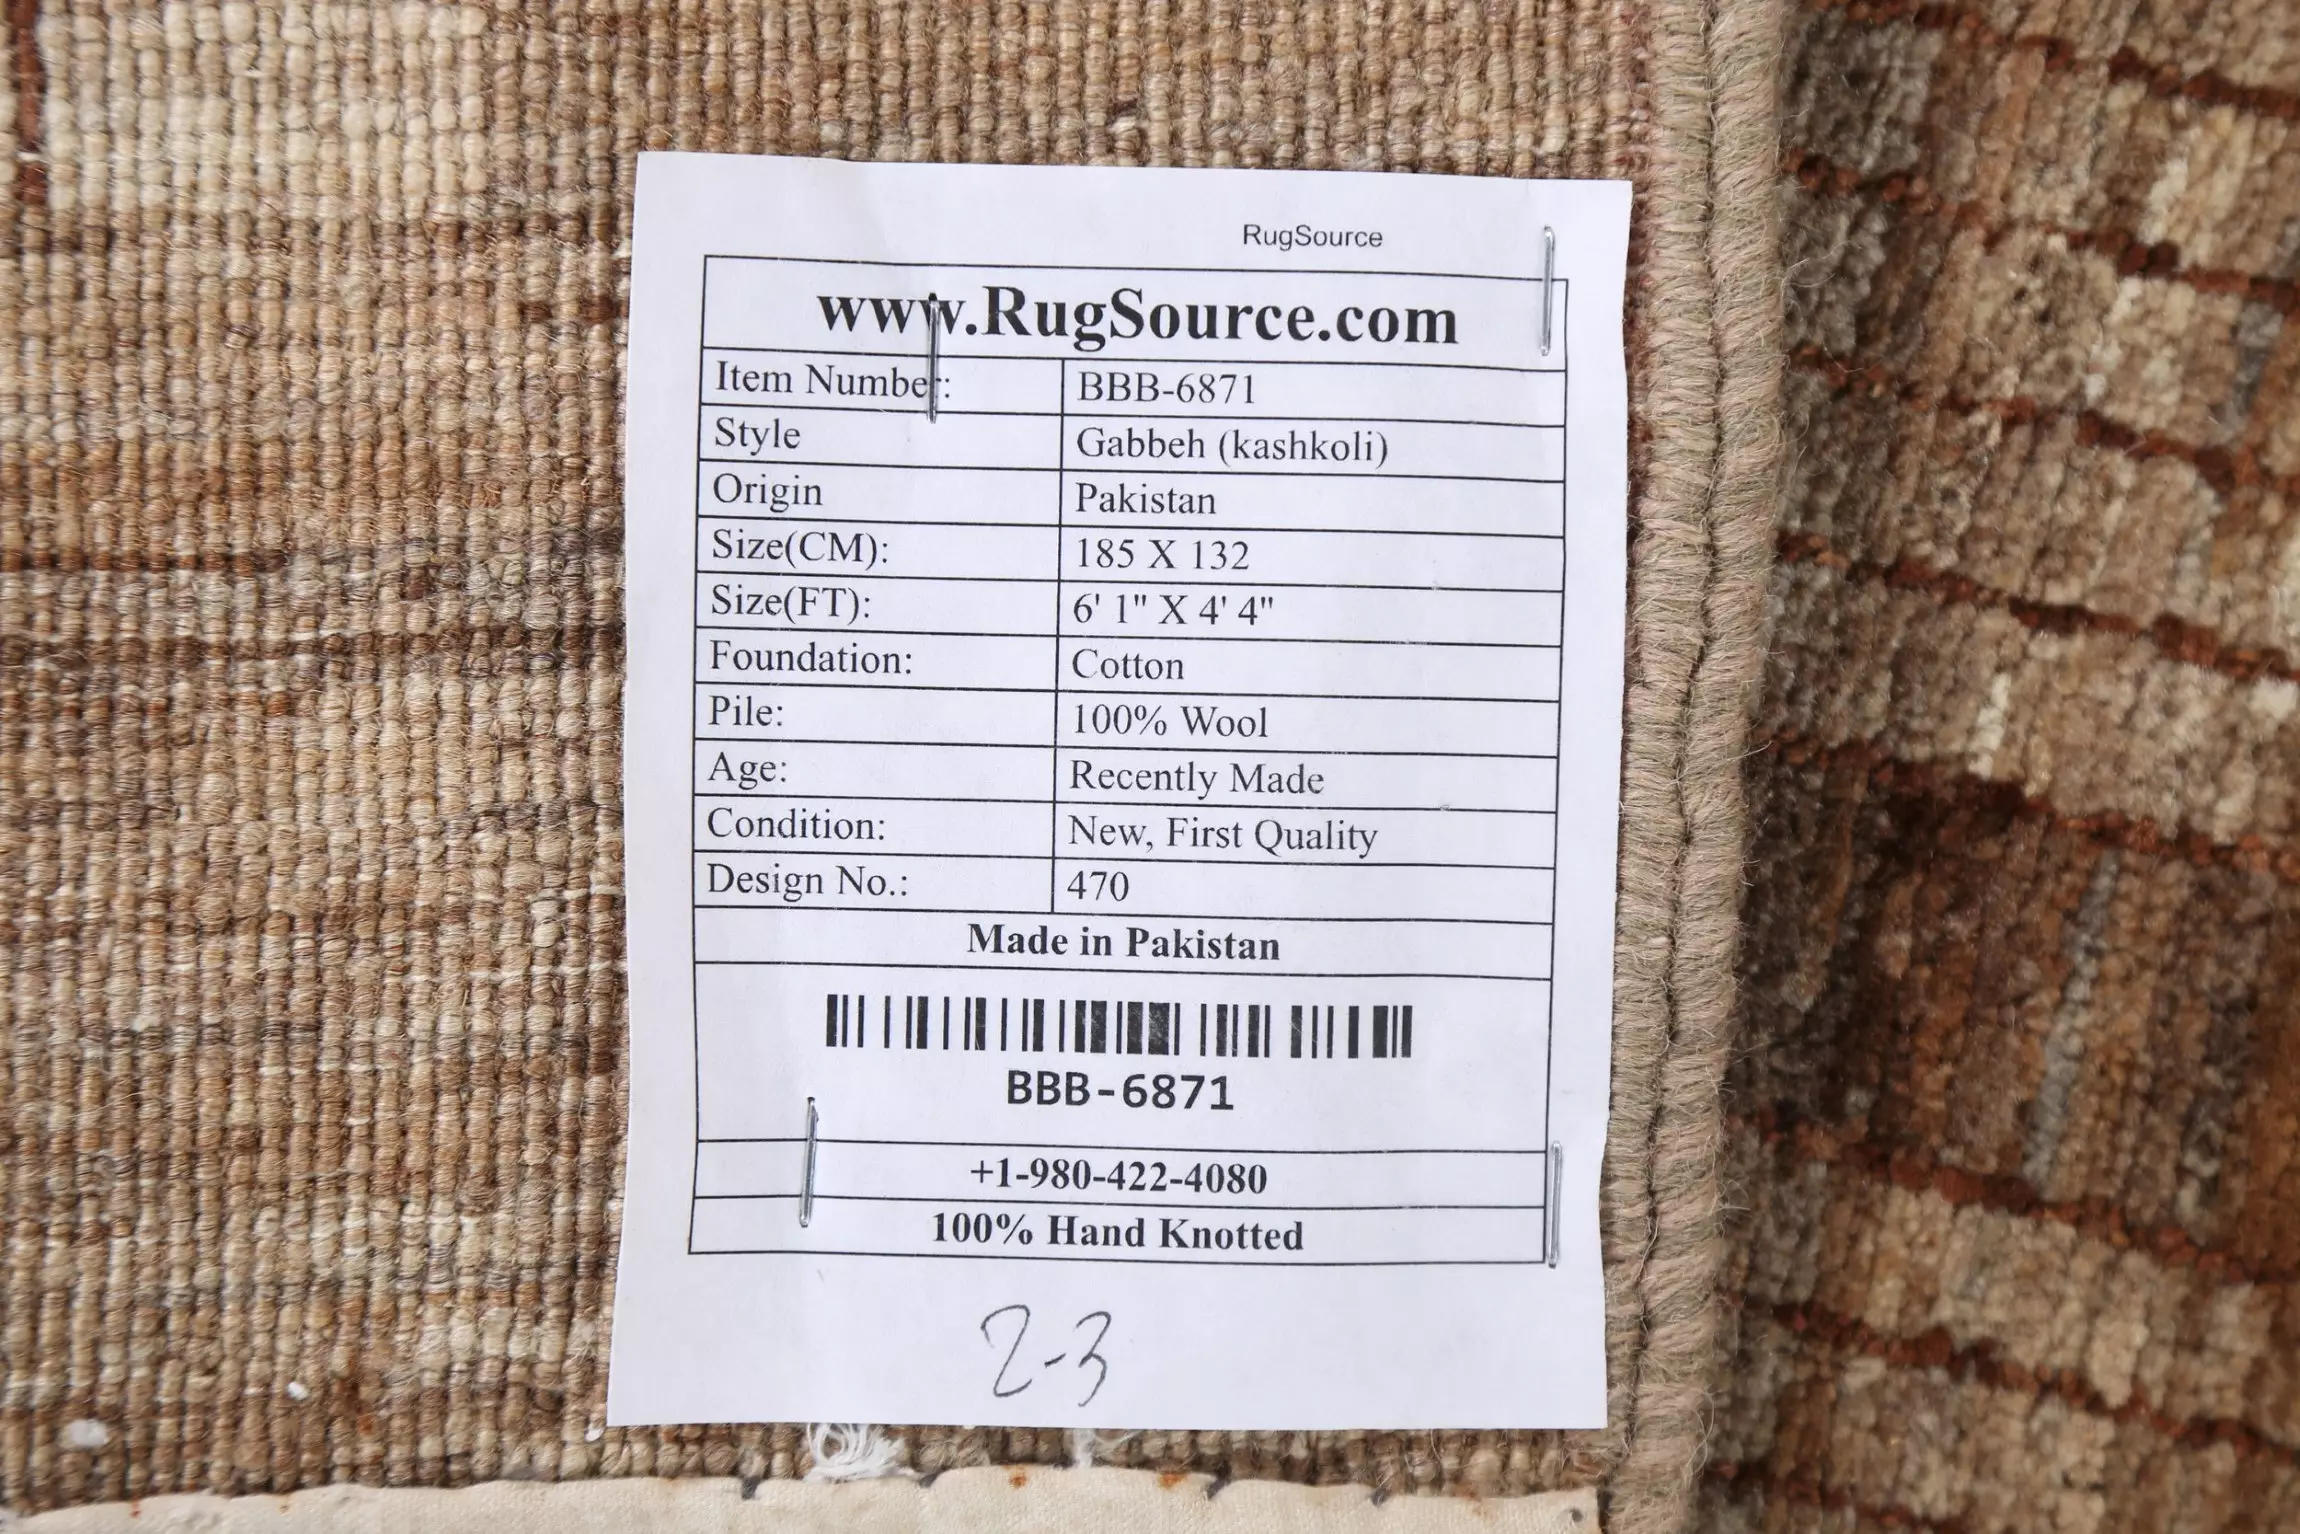 RugSource
www.RugSource.com
Item Number: BBB-6871
Style Gabbeh (kashkoli)
Origin Pakistan
Size(CM): 185 X 132
Size(FT): 6' 1" X 4' 4"
Foundation: Cotton
Pile: 100% Wool
Age: Recently Made
Condition: New, First Quality
Design No.: 470
Made in Pakistan
BBB-6871
+1-980-422-4080
100% Hand Knotted
2-3